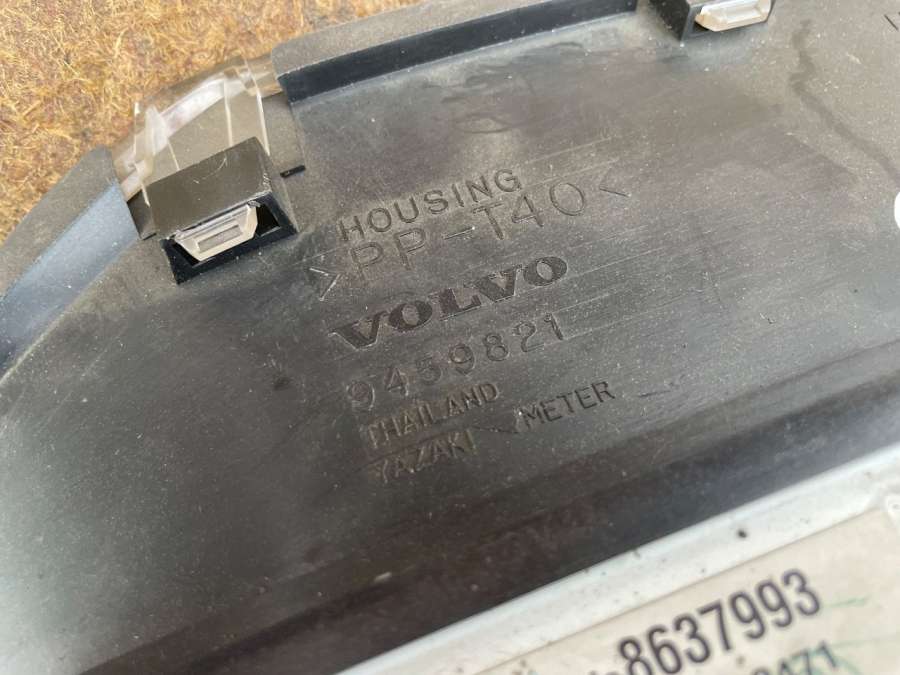 HOUSING
>PP-T40<
VOLVO
9459821
THAILAND
YAZAKI METER
8637993